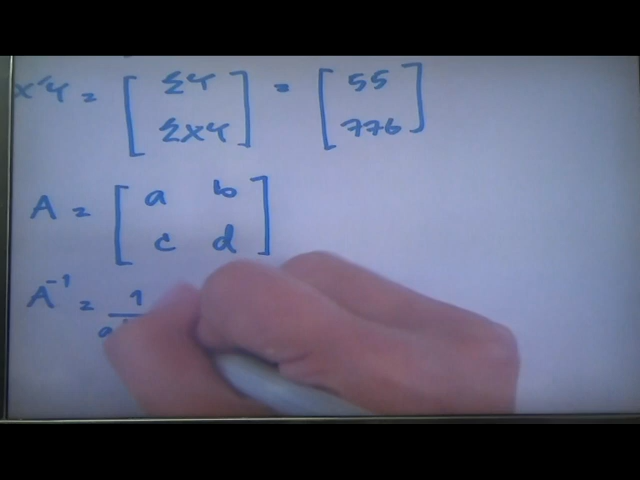 X'Y = [ ΣY ] = [ 55 ]
[ ΣXY ] [ 776 ]
A = [ a b ]
[ c d ]
A⁻¹ = 1
a